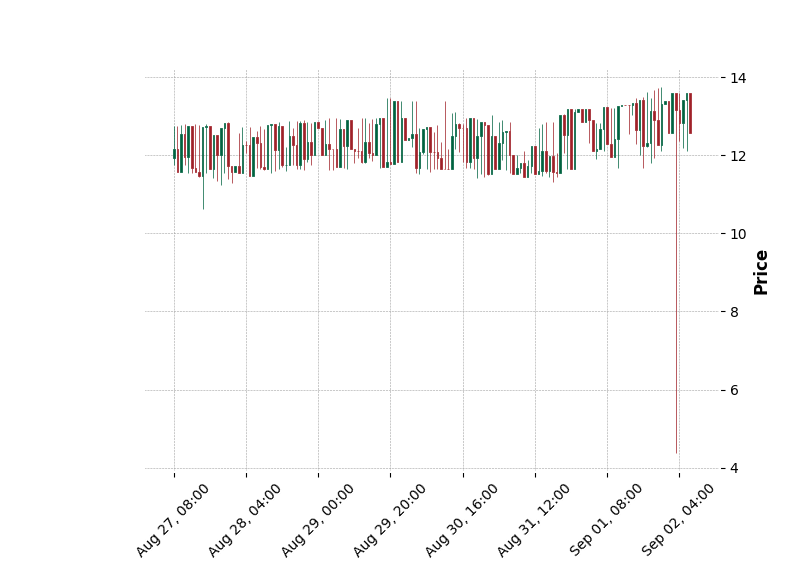 14
12
10
8
6
4
Price
Aug 27, 08:00
Aug 28, 04:00
Aug 29, 00:00
Aug 29, 20:00
Aug 30, 16:00
Aug 31, 12:00
Sep 01, 08:00
Sep 02, 04:00